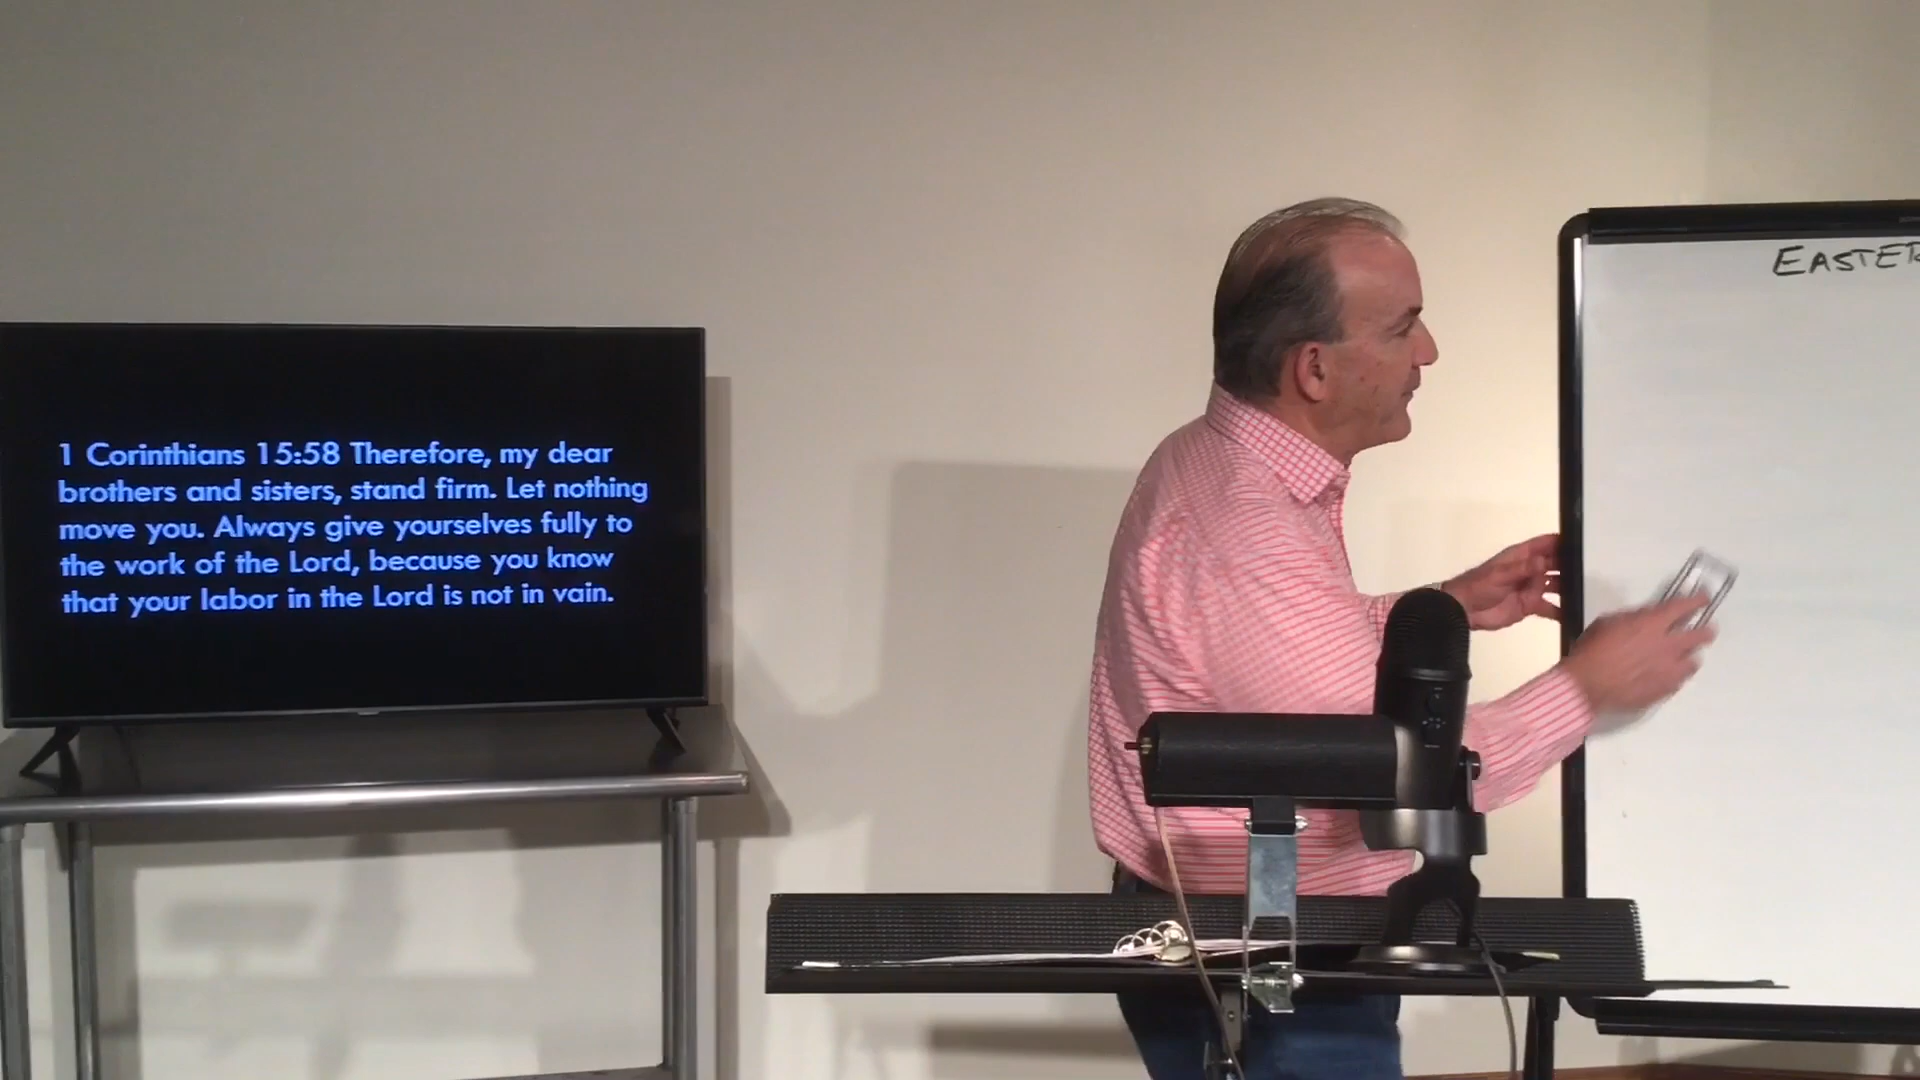 1 Corinthians 15:58 Therefore, my dear
brothers and sisters, stand firm. Let nothing
move you. Always give yourselves fully to
the work of the Lord, because you know
that your labor in the Lord is not in vain.
EASTER